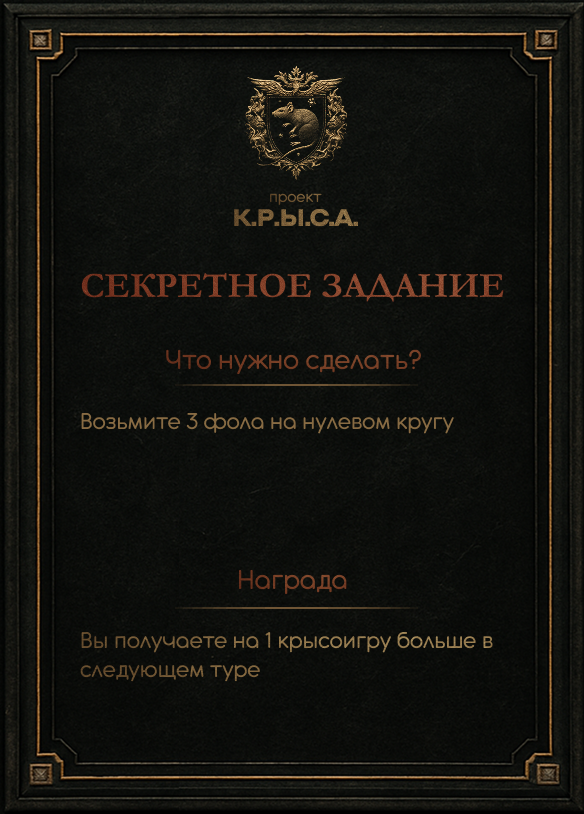 проект
К.Р.Ы.С.А.
СЕКРЕТНОЕ ЗАДАНИЕ
Что нужно сделать?
Возьмите 3 фола на нулевом кругу
Награда
Вы получаете на 1 крысоигру больше в
следующем туре